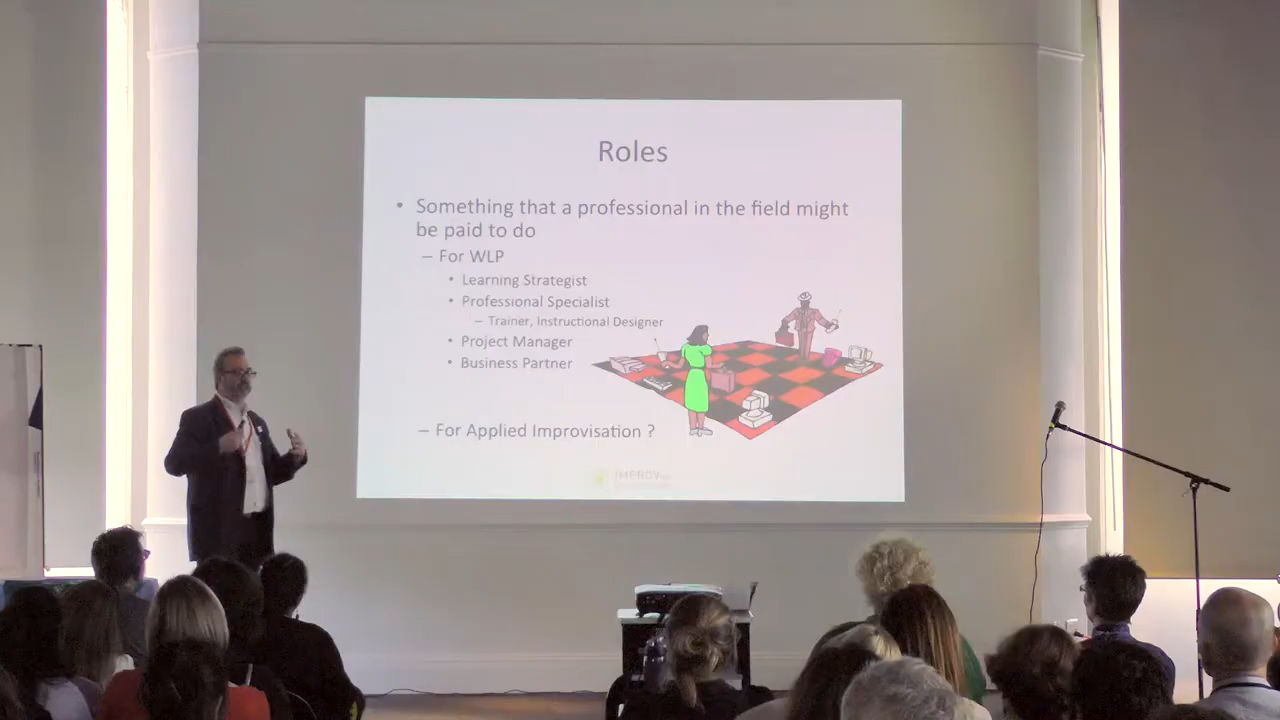 Roles
• Something that a professional in the field might
be paid to do
– For WLP
• Learning Strategist
• Professional Specialist
– Trainer, Instructional Designer
• Project Manager
• Business Partner
– For Applied Improvisation ?